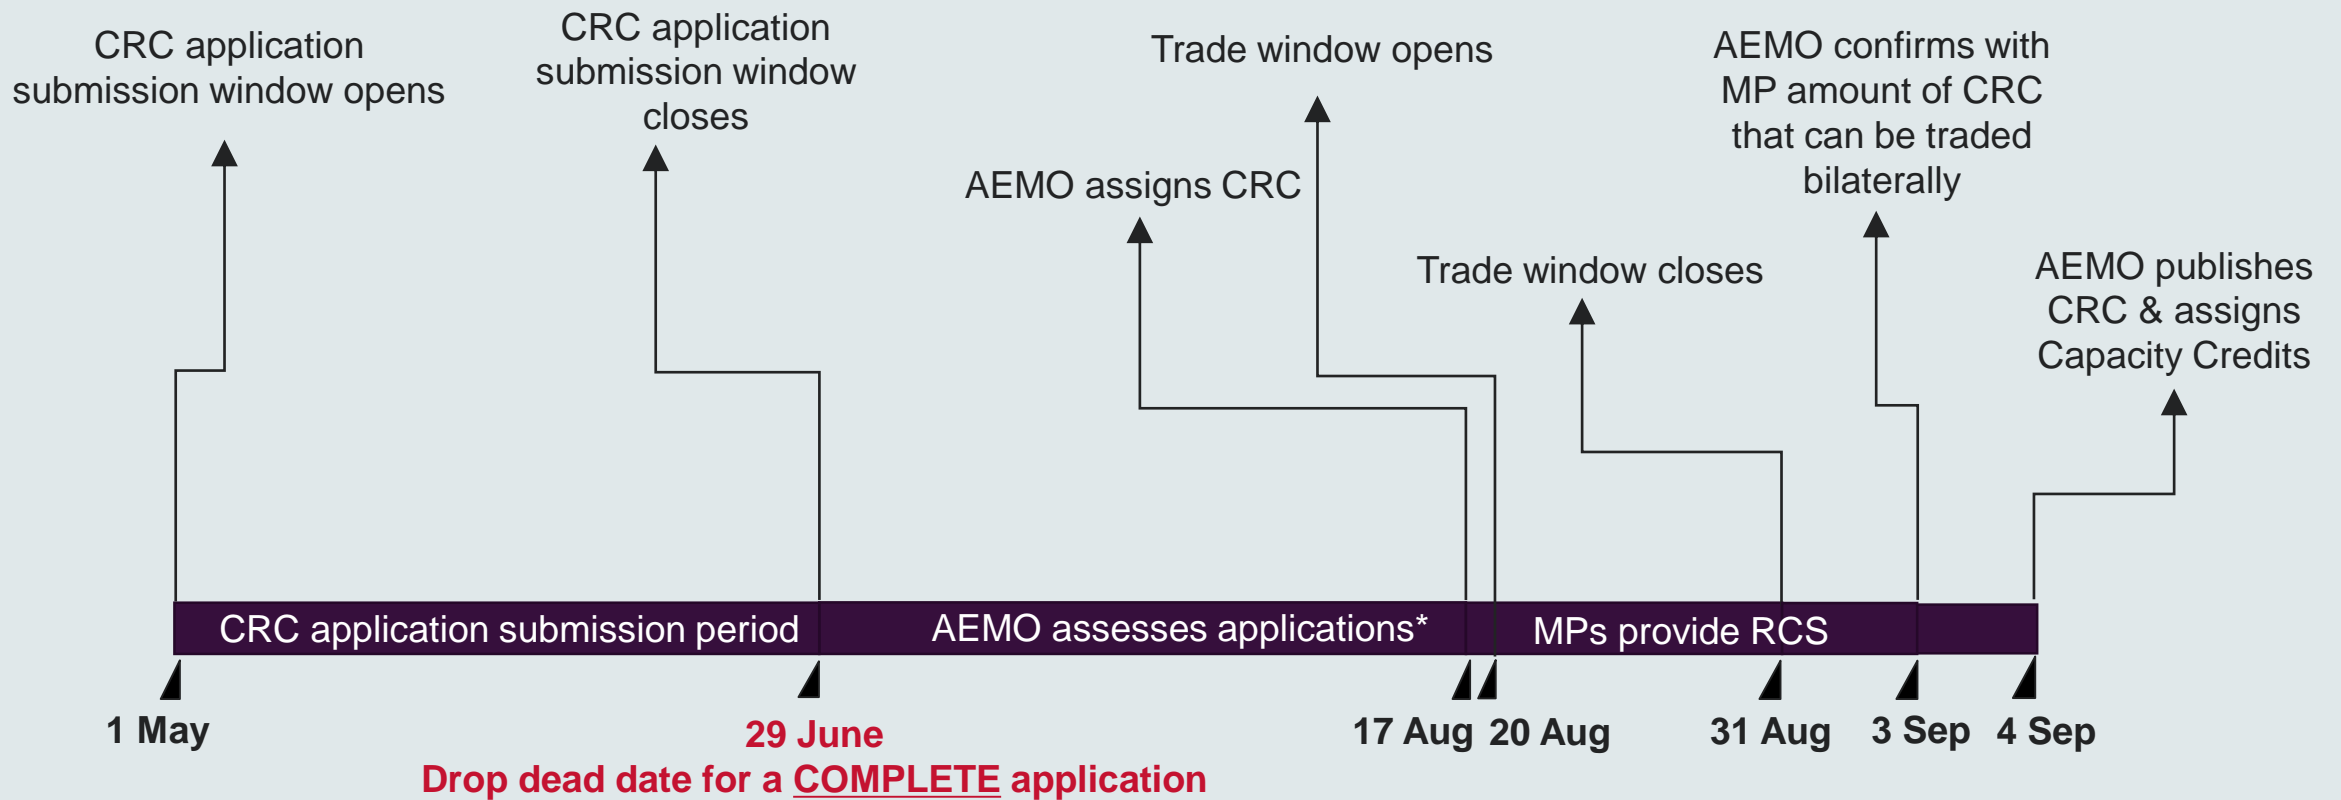 CRC application
submission window opens
CRC application
submission window
closes
AEMO assigns CRC
Trade window opens
Trade window closes
AEMO confirms with
MP amount of CRC
that can be traded
bilaterally
AEMO publishes
CRC & assigns
Capacity Credits
CRC application submission period
AEMO assesses applications*
MPs provide RCS
1 May
29 June
Drop dead date for a COMPLETE application
17 Aug
20 Aug
31 Aug
3 Sep
4 Sep